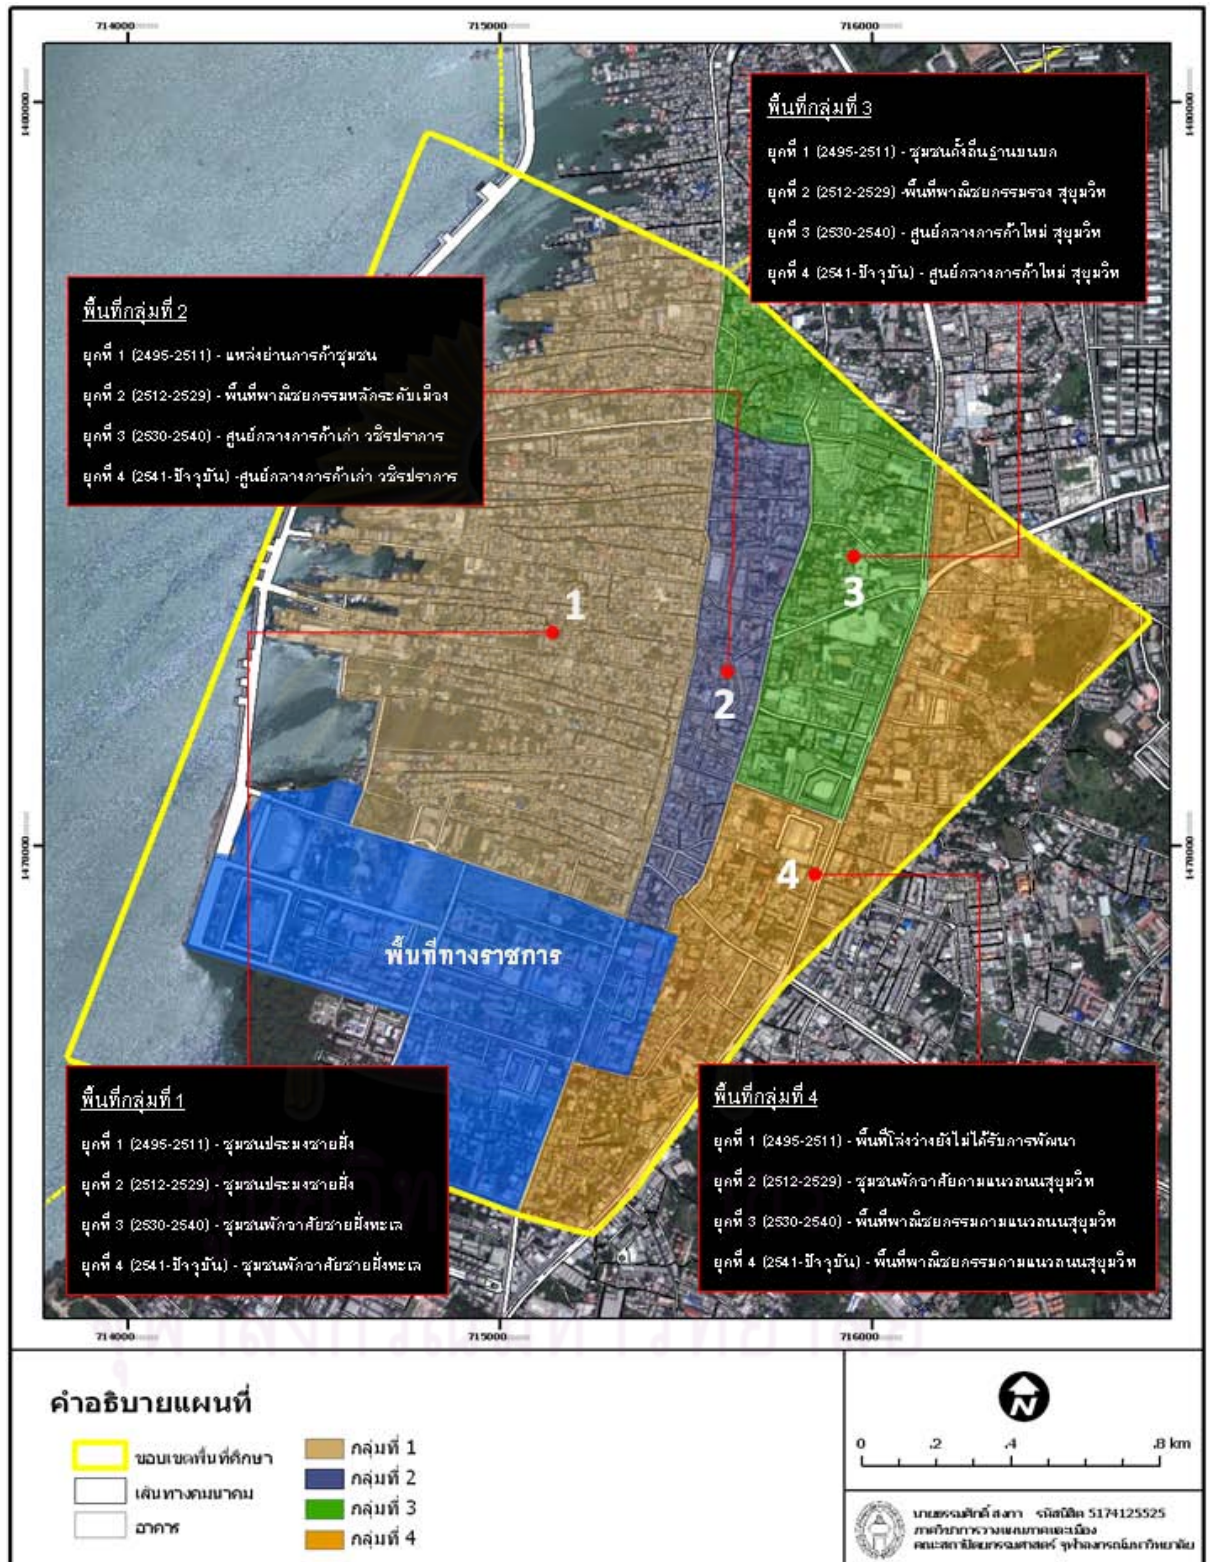 714000
715000
716000
1480000
1480000
พื้นที่กลุ่มที่ 3
ยุคที่ 1 (2495-2511) - ชุมชนตั้งถิ่นฐานบนบก
ยุคที่ 2 (2512-2529) -พื้นที่พาณิชยกรรมรอง สุขุมวิท
ยุคที่ 3 (2530-2540) - ศูนย์กลางการค้าใหม่ สุขุมวิท
ยุคที่ 4 (2541-ปัจจุบัน) - ศูนย์กลางการค้าใหม่ สุขุมวิท
พื้นที่กลุ่มที่ 2
ยุคที่ 1 (2495-2511) - แหล่งย่านการค้าชุมชน
ยุคที่ 2 (2512-2529) - พื้นที่พาณิชยกรรมหลักระดับเมือง
ยุคที่ 3 (2530-2540) - ศูนย์กลางการค้าเก่า วชิรปราการ
ยุคที่ 4 (2541-ปัจจุบัน) -ศูนย์กลางการค้าเก่า วชิรปราการ
1
2
3
4
พื้นที่ทางราชการ
1478000
1478000
พื้นที่กลุ่มที่ 1
ยุคที่ 1 (2495-2511) - ชุมชนประมงชายฝั่ง
ยุคที่ 2 (2512-2529) - ชุมชนประมงชายฝั่ง
ยุคที่ 3 (2530-2540) - ชุมชนพักอาศัยชายฝั่งทะเล
ยุคที่ 4 (2541-ปัจจุบัน) - ชุมชนพักอาศัยชายฝั่งทะเล
พื้นที่กลุ่มที่ 4
ยุคที่ 1 (2495-2511) - พื้นที่โล่งว่างยังไม่ได้รับการพัฒนา
ยุคที่ 2 (2512-2529) - ชุมชนพักอาศัยตามแนวถนนสุขุมวิท
ยุคที่ 3 (2530-2540) - พื้นที่พาณิชยกรรมตามแนวถนนสุขุมวิท
ยุคที่ 4 (2541-ปัจจุบัน) - พื้นที่พาณิชยกรรมตามแนวถนนสุขุมวิท
714000
715000
716000
จุฬาลงกรณ์มหาวิทยาลัย
คำอธิบายแผนที่
ขอบเขตพื้นที่ศึกษา
เส้นทางคมนาคม
อาคาร
กลุ่มที่ 1
กลุ่มที่ 2
กลุ่มที่ 3
กลุ่มที่ 4
N
0 .2 .4 .8 km
นายธรรมศักดิ์ สงกา รหัสนิสิต 5174125525
ภาควิชาการวางแผนภาคและเมือง
คณะสถาปัตยกรรมศาสตร์ จุฬาลงกรณ์มหาวิทยาลัย